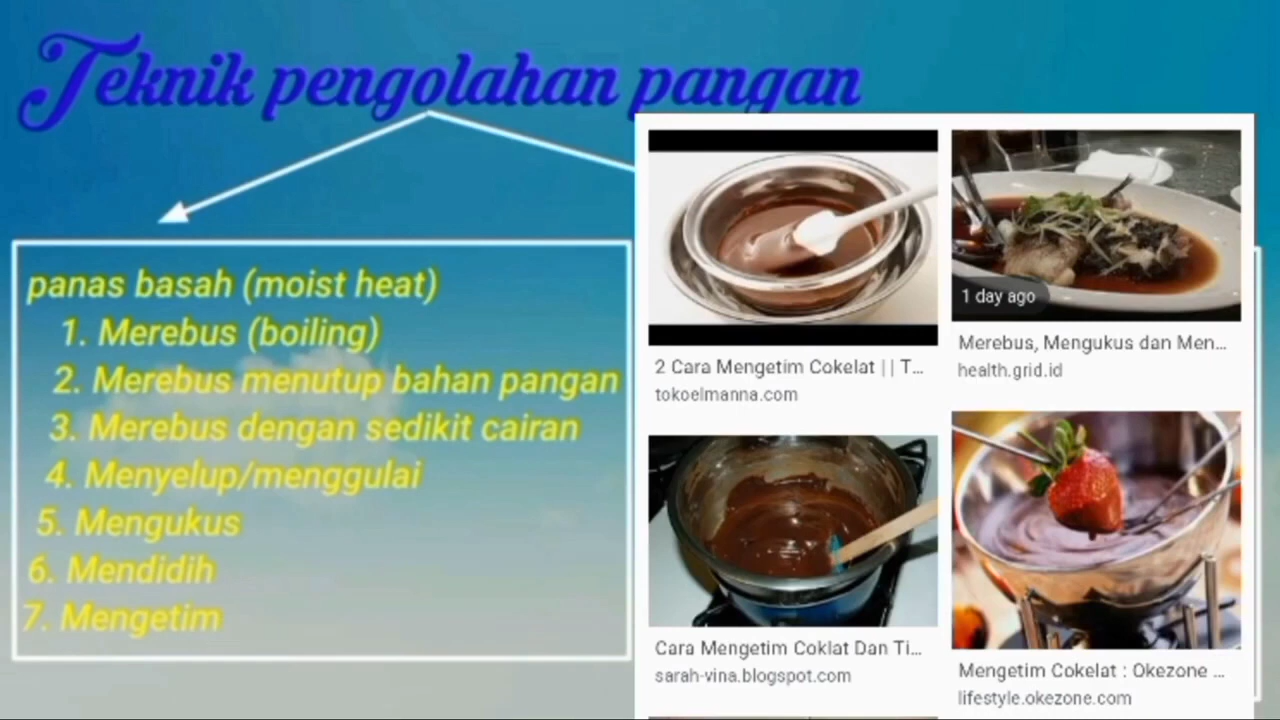 Teknik pengolahan pangan
panas basah (moist heat)
1. Merebus (boiling)
2. Merebus menutup bahan pangan
3. Merebus dengan sedikit cairan
4. Menyelup/menggulai
5. Mengukus
6. Mendidih
7. Mengetim
2 Cara Mengetim Cokelat || T...
tokoelmanna.com
1 day ago
Merebus, Mengukus dan Men...
health.grid.id
Cara Mengetim Coklat Dan Ti...
sarah-vina.blogspot.com
Mengetim Cokelat : Okezone ...
lifestyle.okezone.com